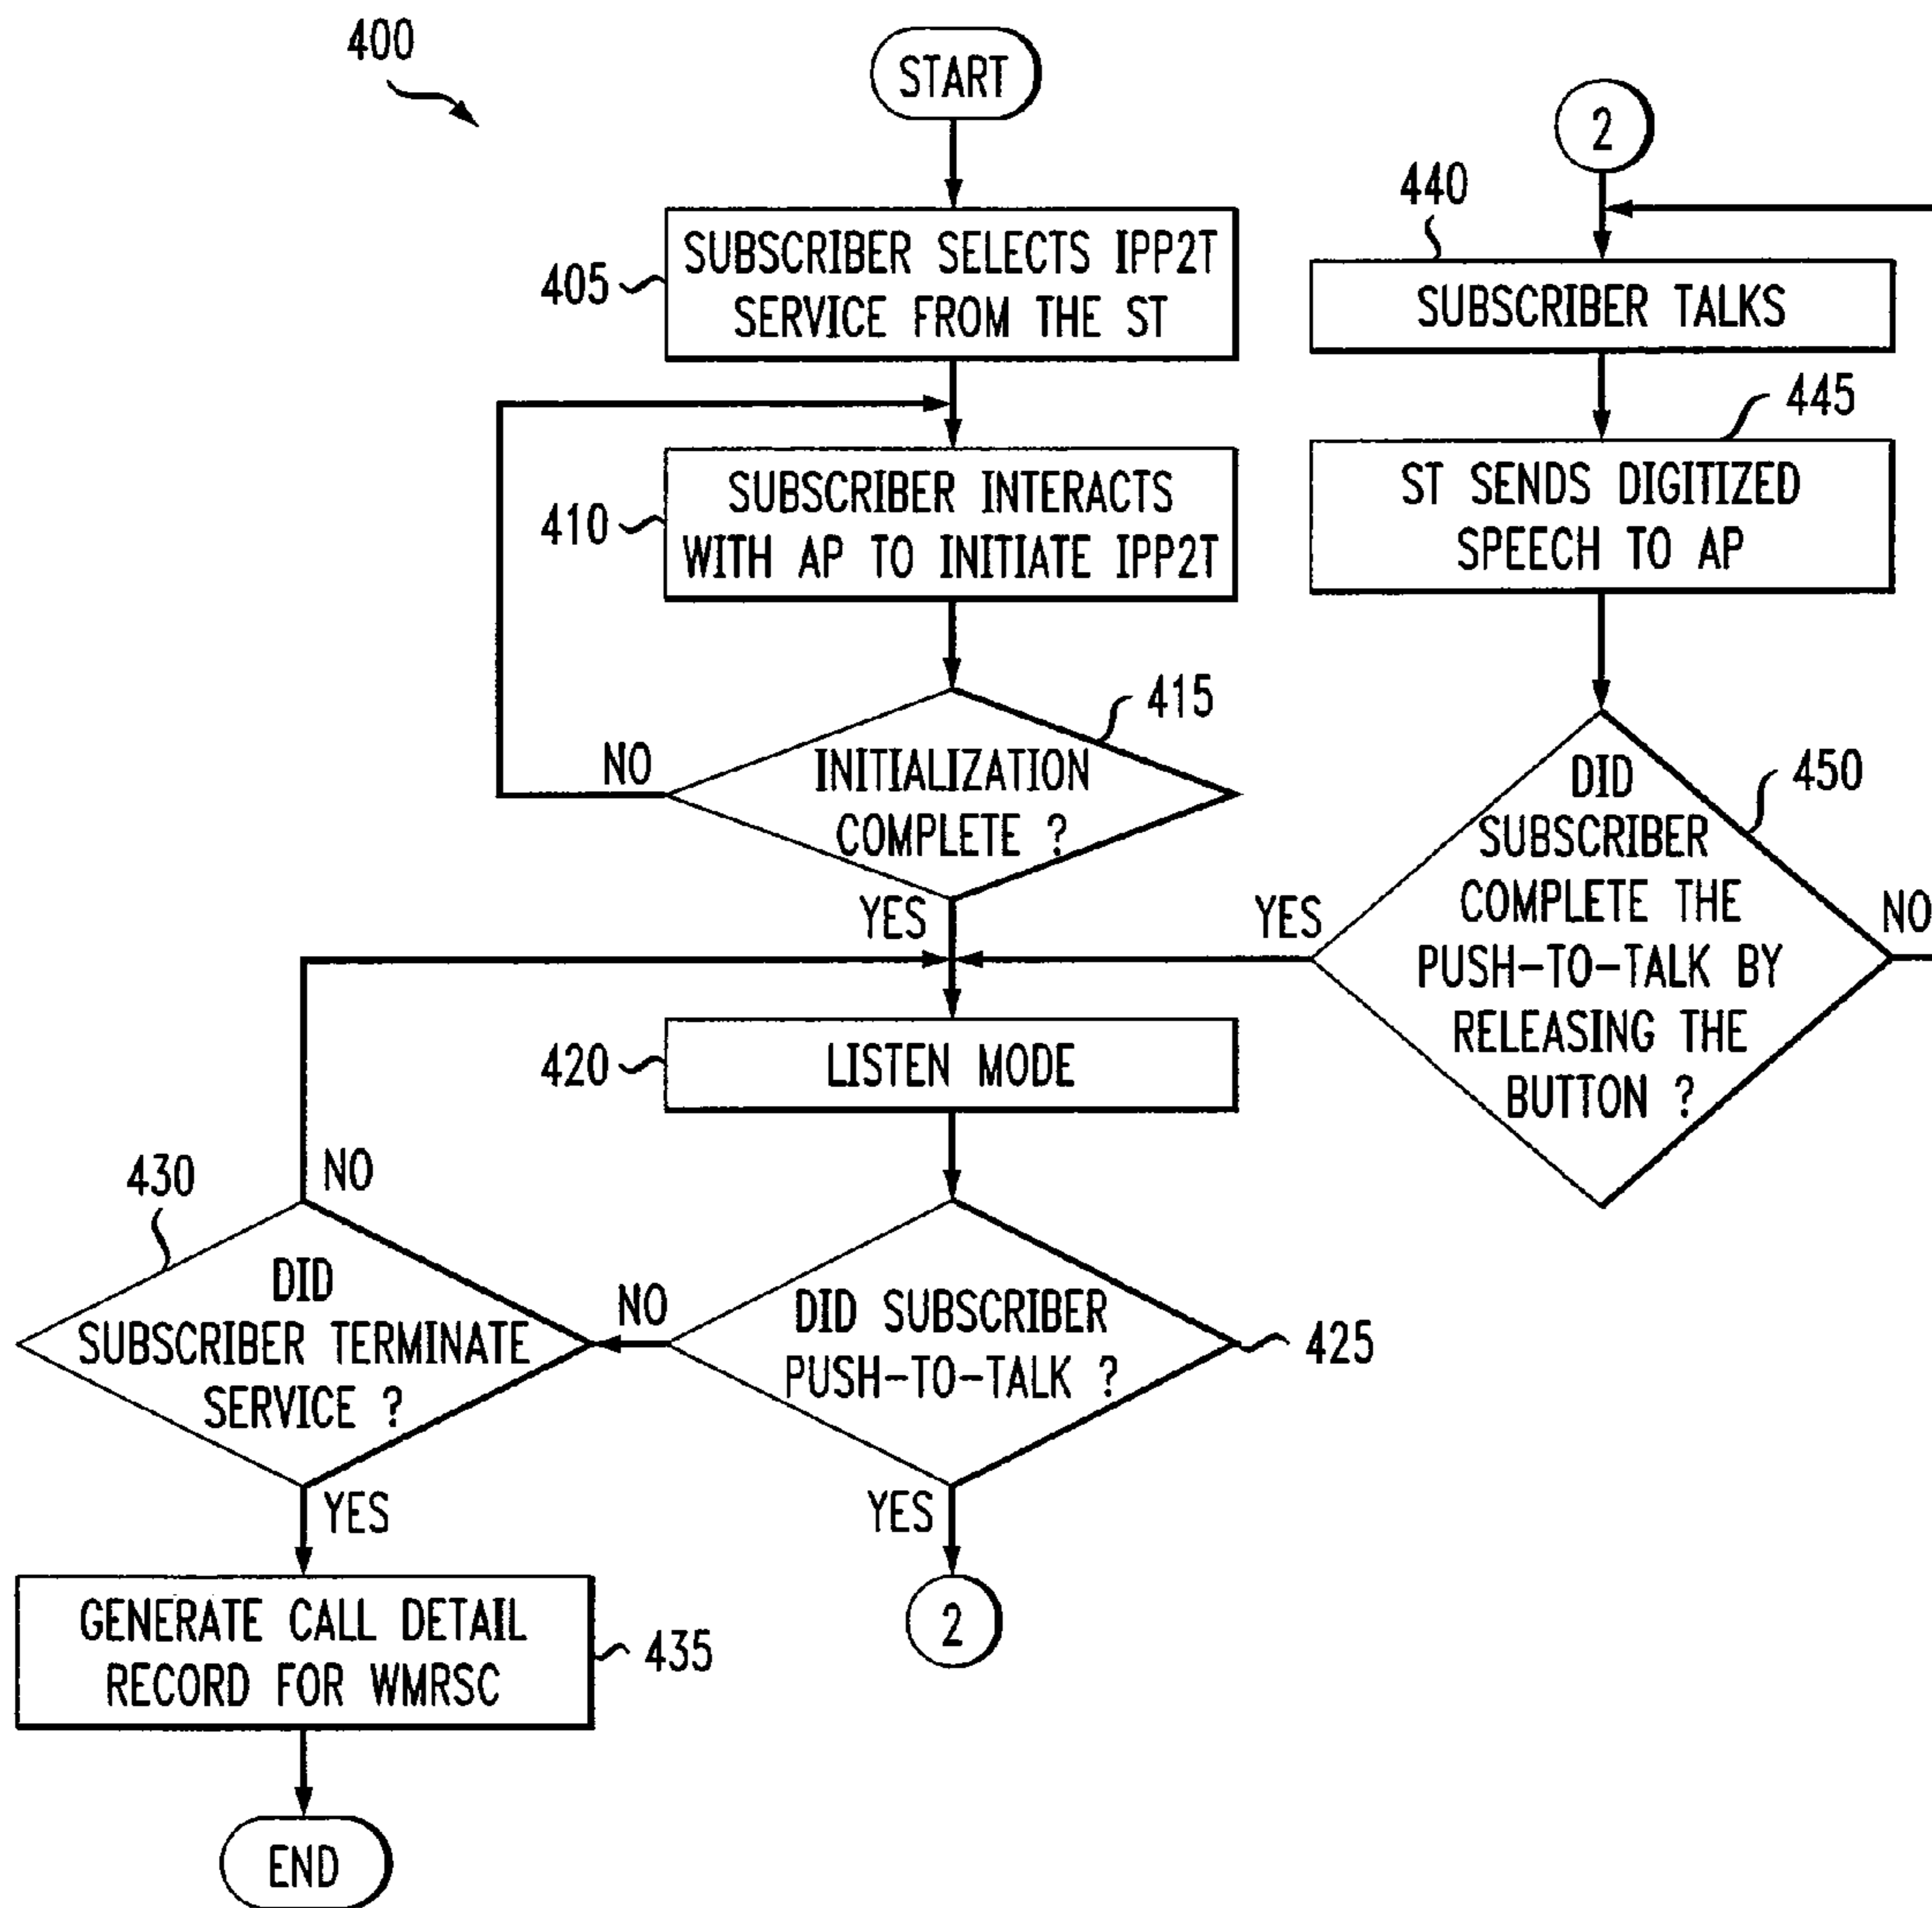 400
START
405
SUBSCRIBER SELECTS IPP2T
SERVICE FROM THE ST
410
SUBSCRIBER INTERACTS
WITH AP TO INITIATE IPP2T
415
INITIALIZATION
COMPLETE ?
NO
YES
420
LISTEN MODE
425
DID SUBSCRIBER
PUSH-TO-TALK ?
NO
YES
2
430
DID
SUBSCRIBER TERMINATE
SERVICE ?
NO
YES
GENERATE CALL DETAIL
RECORD FOR WMRSC
435
END
2
440
SUBSCRIBER TALKS
445
ST SENDS DIGITIZED
SPEECH TO AP
450
DID
SUBSCRIBER
COMPLETE THE
PUSH-TO-TALK BY
RELEASING THE
BUTTON ?
YES
NO